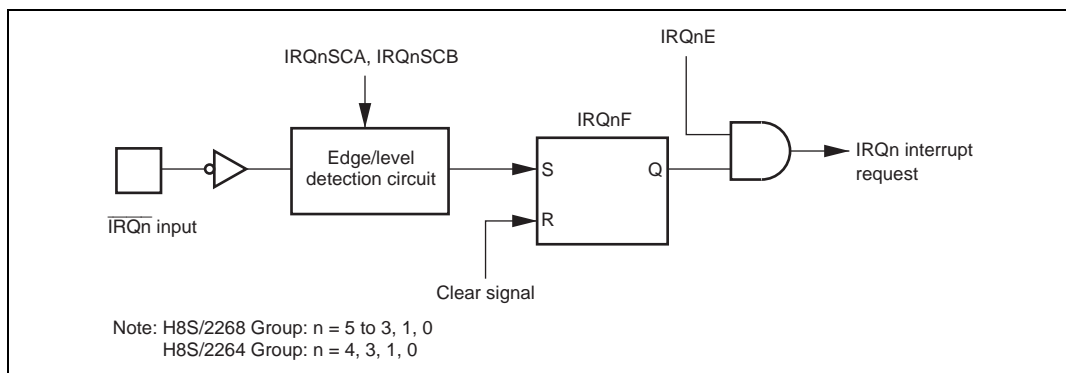 IRQnE
IRQnSCA, IRQnSCB
IRQnF
Edge/level
detection circuit
S
Q
R
IRQn interrupt
request
I̅R̅Q̅n̅ input
Clear signal
Note: H8S/2268 Group: n = 5 to 3, 1, 0
H8S/2264 Group: n = 4, 3, 1, 0